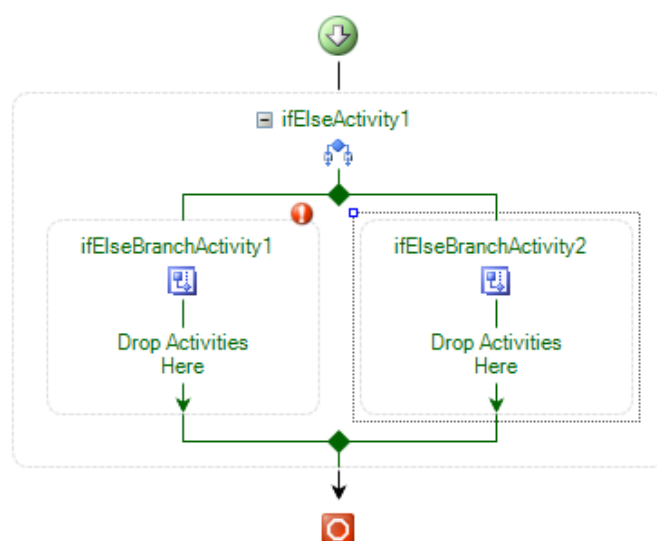 ifElseActivity1
ifElseBranchActivity1
ifElseBranchActivity2
Drop Activities
Here
Drop Activities
Here